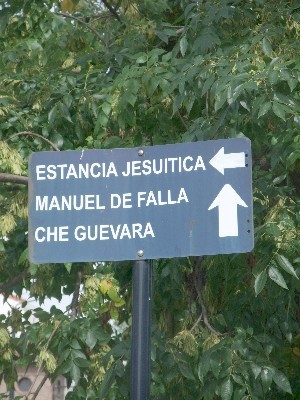 ESTANCIA JESUITICA
MANUEL DE FALLA
CHE GUEVARA